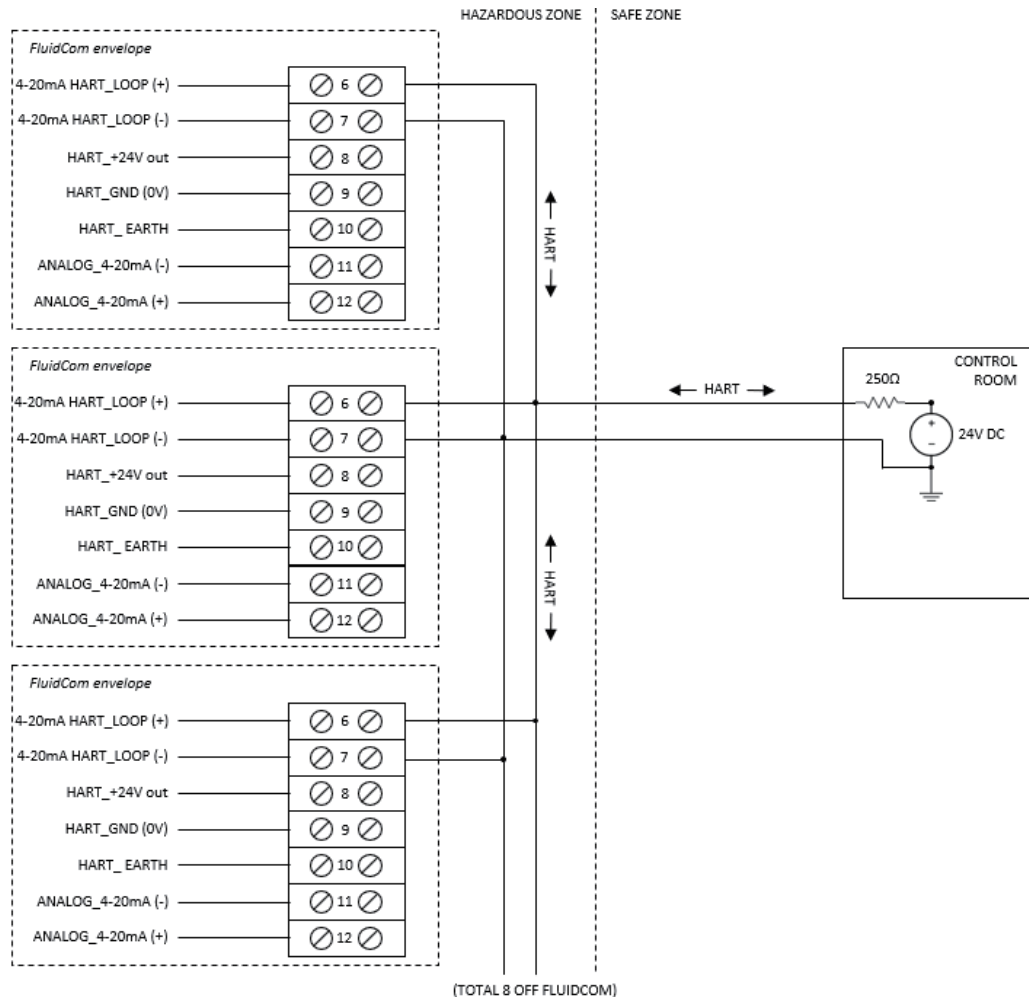 HAZARDOUS ZONE
SAFE ZONE
FluidCom envelope
4-20mA HART_LOOP (+)
6
4-20mA HART_LOOP (-)
7
HART_+24V out
8
HART_GND (0V)
9
HART_ EARTH
10
ANALOG_4-20mA (-)
11
ANALOG_4-20mA (+)
12
HART
FluidCom envelope
4-20mA HART_LOOP (+)
6
4-20mA HART_LOOP (-)
7
HART_+24V out
8
HART_GND (0V)
9
HART_ EARTH
10
ANALOG_4-20mA (-)
11
ANALOG_4-20mA (+)
12
HART
HART
CONTROL
ROOM
250Ω
+
−
24V DC
FluidCom envelope
4-20mA HART_LOOP (+)
6
4-20mA HART_LOOP (-)
7
HART_+24V out
8
HART_GND (0V)
9
HART_ EARTH
10
ANALOG_4-20mA (-)
11
ANALOG_4-20mA (+)
12
(TOTAL 8 OFF FLUIDCOM)